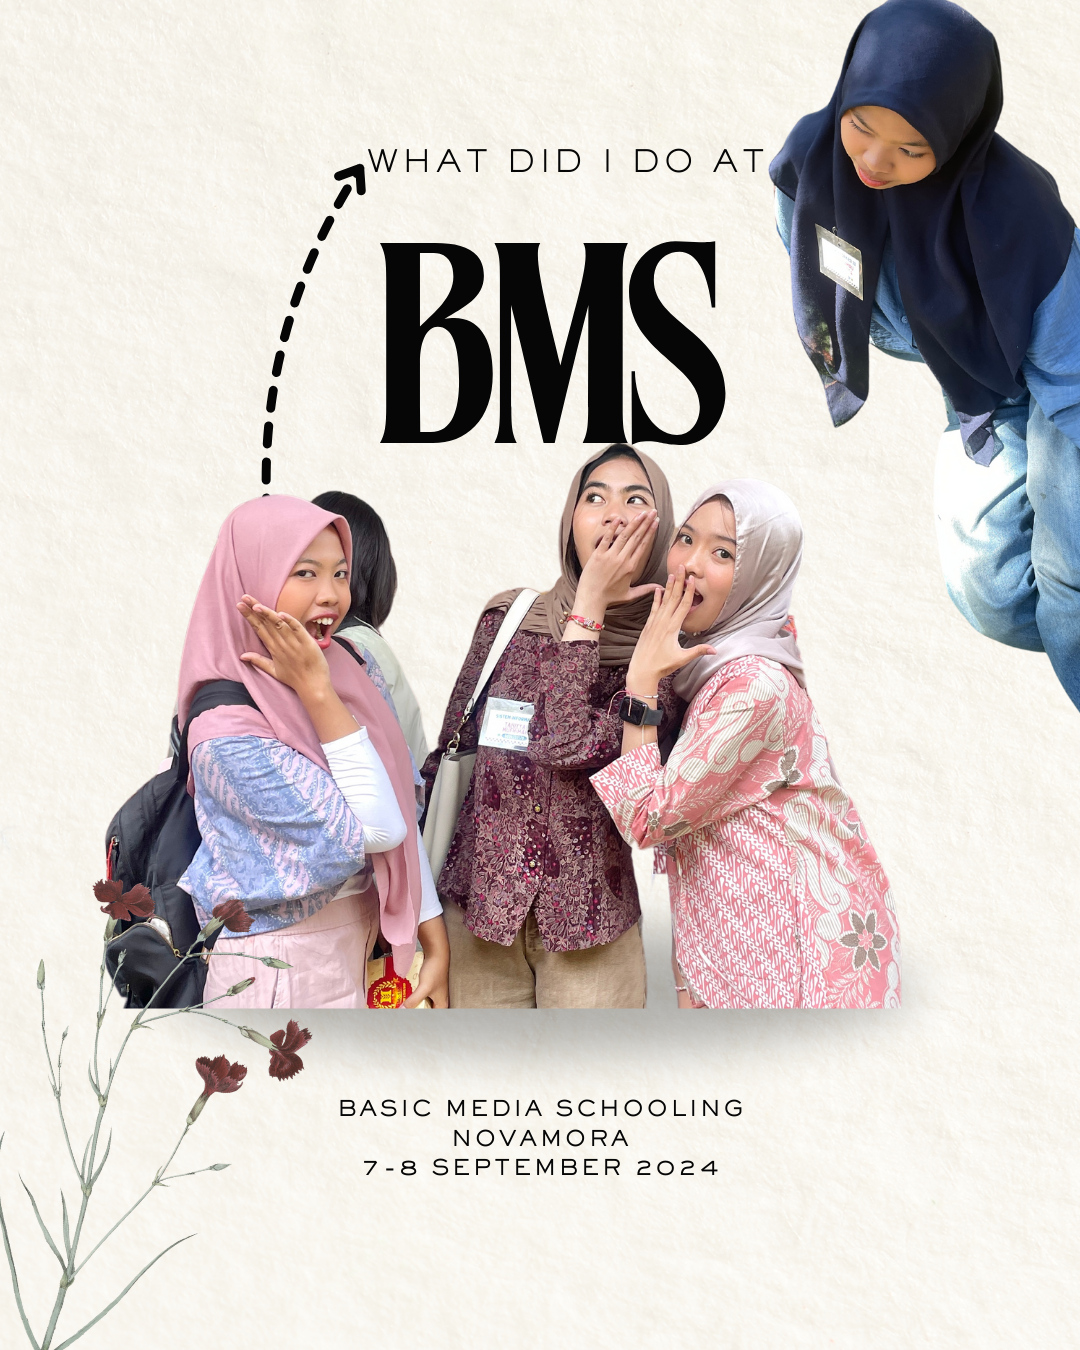 WHAT DID I DO AT
BMS
BASIC MEDIA SCHOOLING
NOVAMORA
7-8 SEPTEMBER 2024